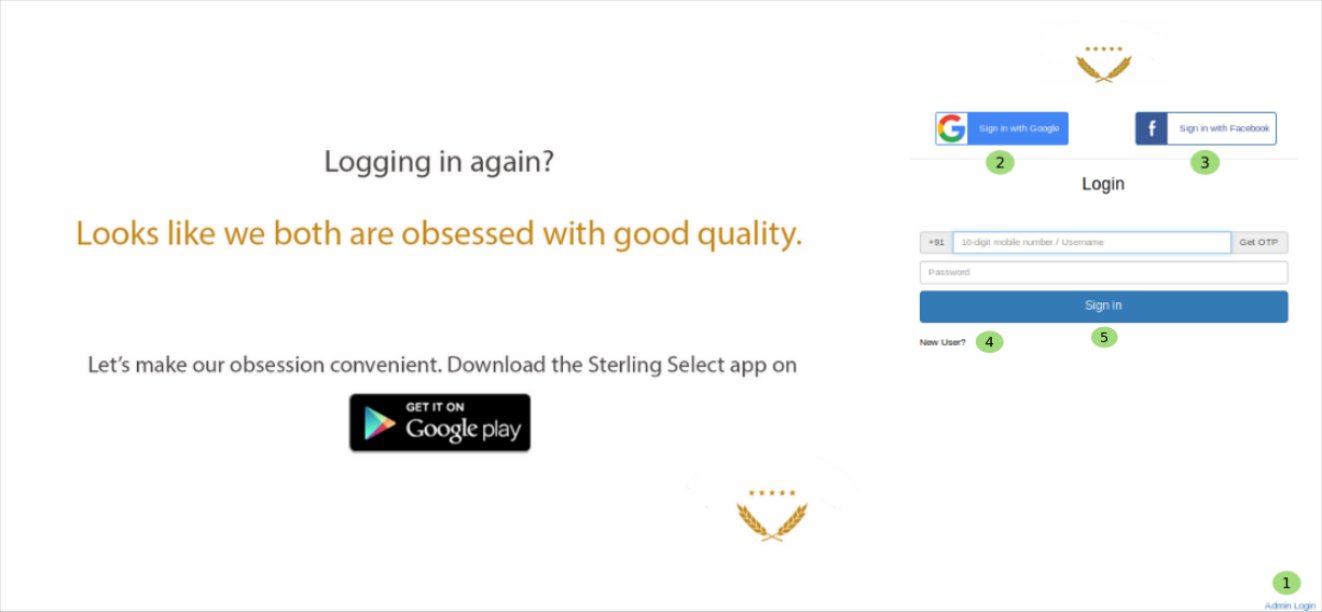 Logging in again?
Looks like we both are obsessed with good quality.
Let's make our obsession convenient. Download the Sterling Select app on
GET IT ON
Google play
Sign in with Google
Sign in with Facebook
2
3
Login
+91 10-digit mobile number / Username Get OTP
Password
Sign in
New User? 4
5
1
Admin Login